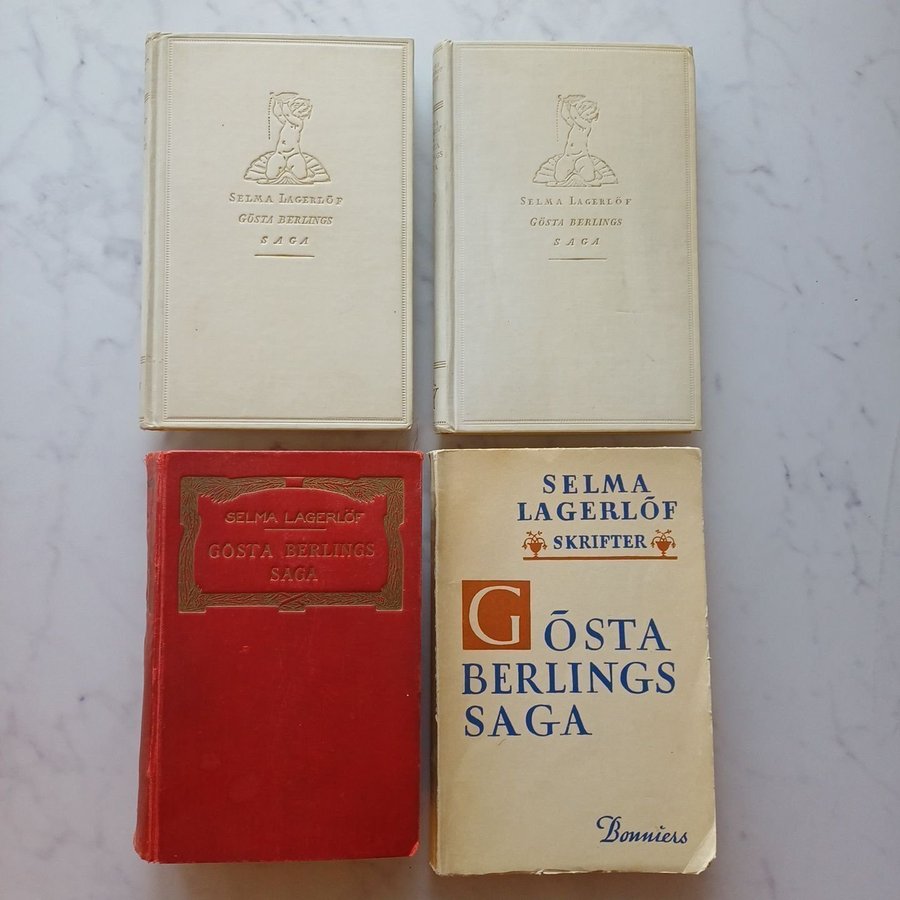 SELMA LAGERLÖF
GÖSTA BERLINGS
SAGA
SELMA LAGERLÖF
GÖSTA BERLINGS
SAGA
SELMA LAGERLÖF
GÖSTA BERLINGS
SAGA
SELMA
LAGERLÖF
SKRIFTER
GÖSTA
BERLINGS
SAGA
Bonniers